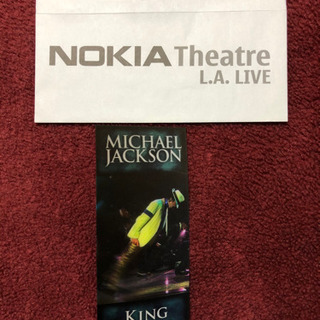 NOKIA Theatre
L.A. LIVE
MICHAEL
JACKSON
KING